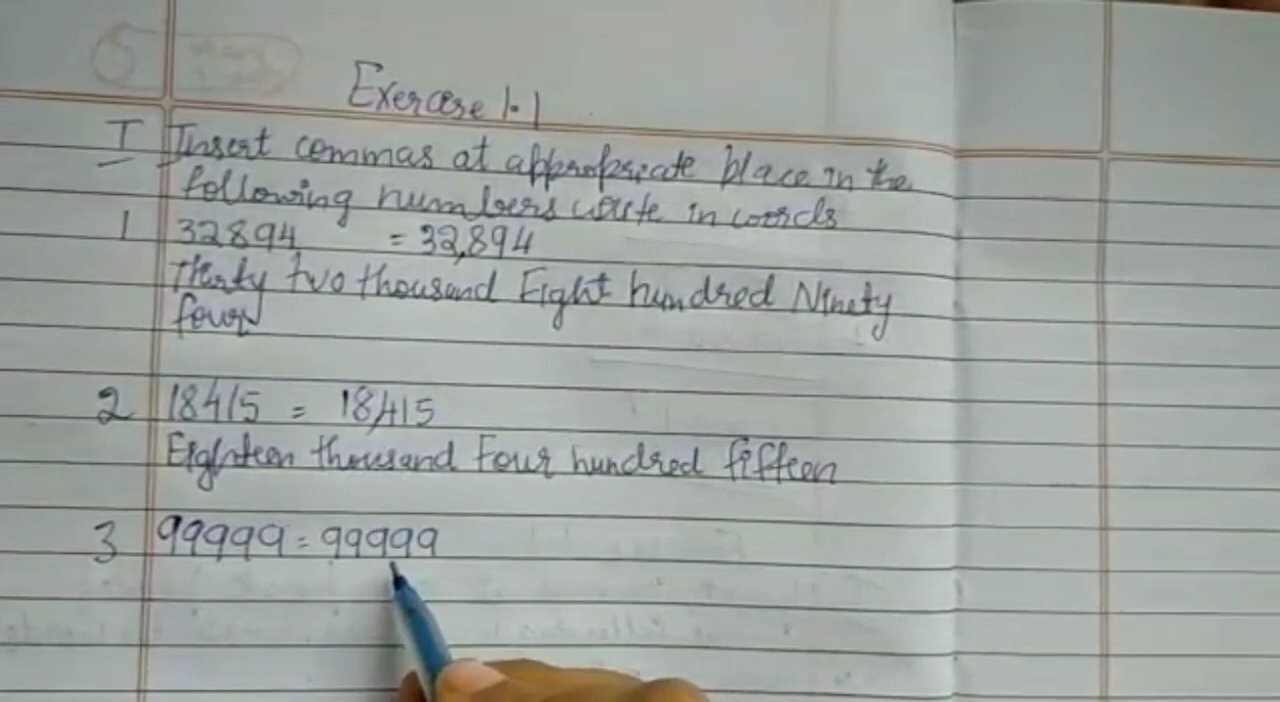 Exercise 1.1
I Insert commas at appropriate place in the
following numbers write in words
1 32894 = 32,894
Thirty two thousand Eight hundred Ninety
four
2 18415 = 18,415
Eighteen thousand Four hundred fifteen
3 99999 = 99999